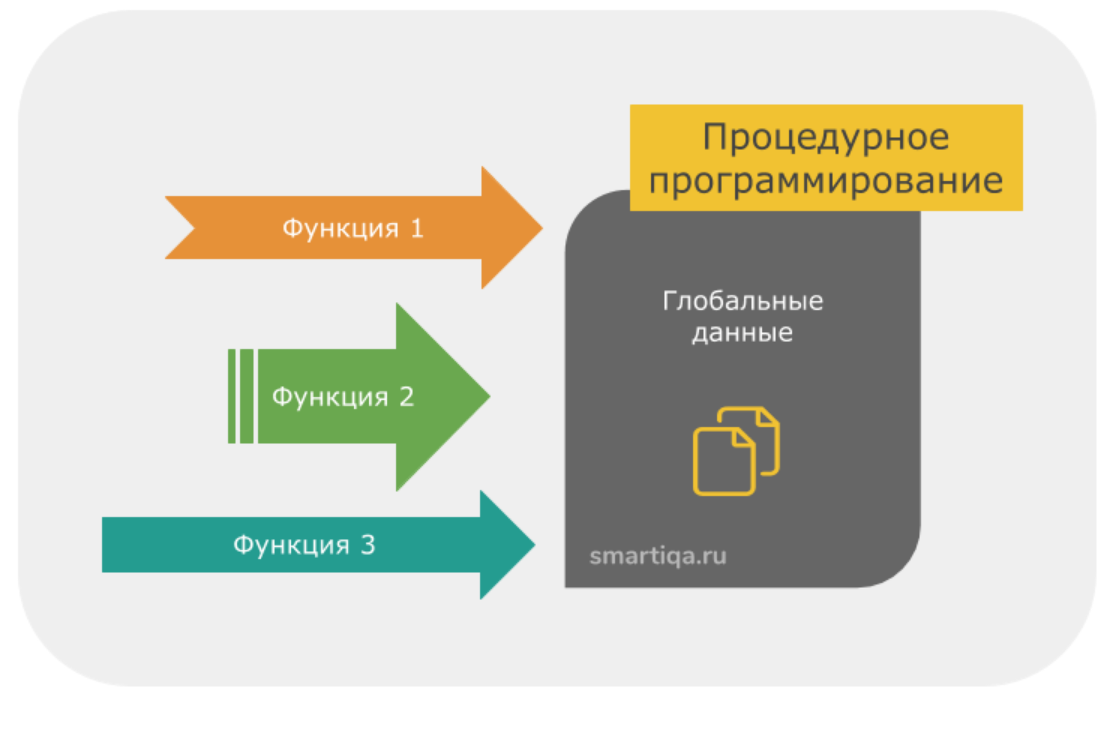 Процедурное
программирование
Функция 1
Глобальные
данные
Функция 2
Функция 3
smartiqa.ru